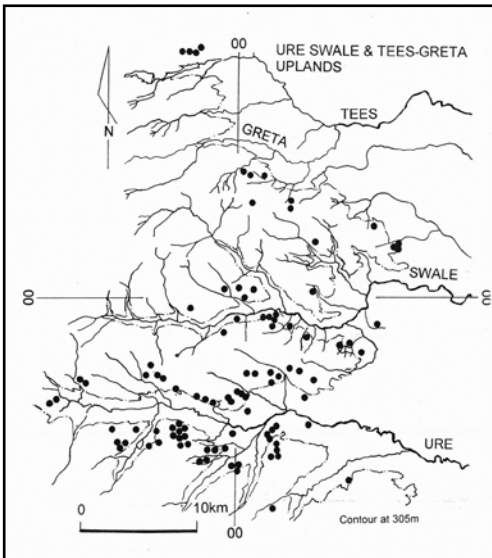 00
URE SWALE & TEES-GRETA
UPLANDS
TEES
GRETA
N
SWALE
00
00
URE
0
10km
00
Contour at 305m